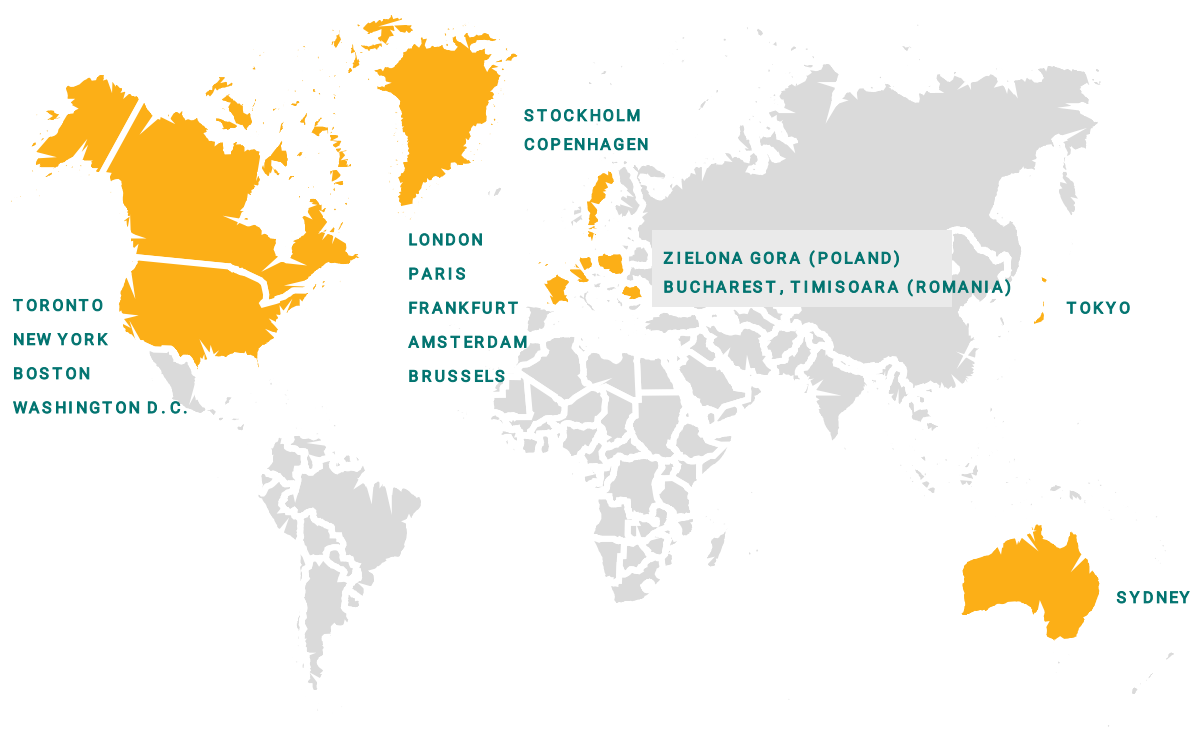 STOCKHOLM
COPENHAGEN
LONDON
PARIS
FRANKFURT
AMSTERDAM
BRUSSELS
ZIELONA GORA (POLAND)
BUCHAREST, TIMISOARA (ROMANIA)
TORONTO
NEW YORK
BOSTON
WASHINGTON D.C.
TOKYO
SYDNEY